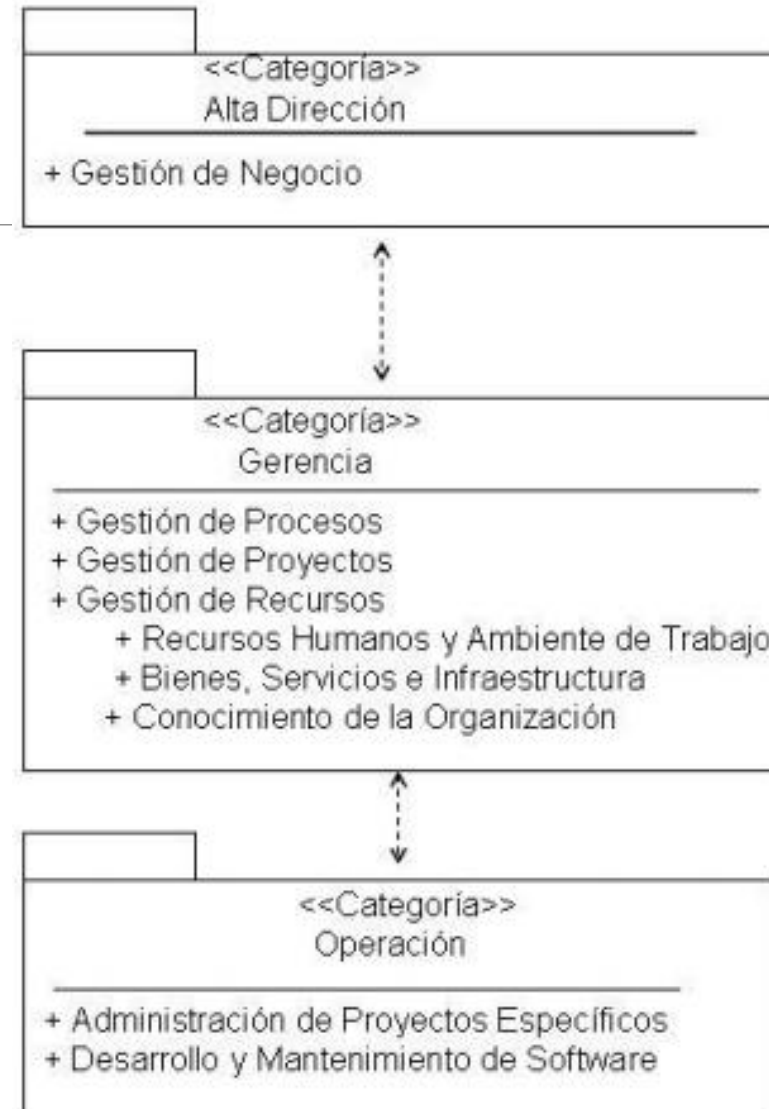 <<Categoría>>
Alta Dirección
+ Gestión de Negocio
<<Categoría>>
Gerencia
+ Gestión de Procesos
+ Gestión de Proyectos
+ Gestión de Recursos
+ Recursos Humanos y Ambiente de Trabajo
+ Bienes, Servicios e Infraestructura
+ Conocimiento de la Organización
<<Categoría>>
Operación
+ Administración de Proyectos Específicos
+ Desarrollo y Mantenimiento de Software